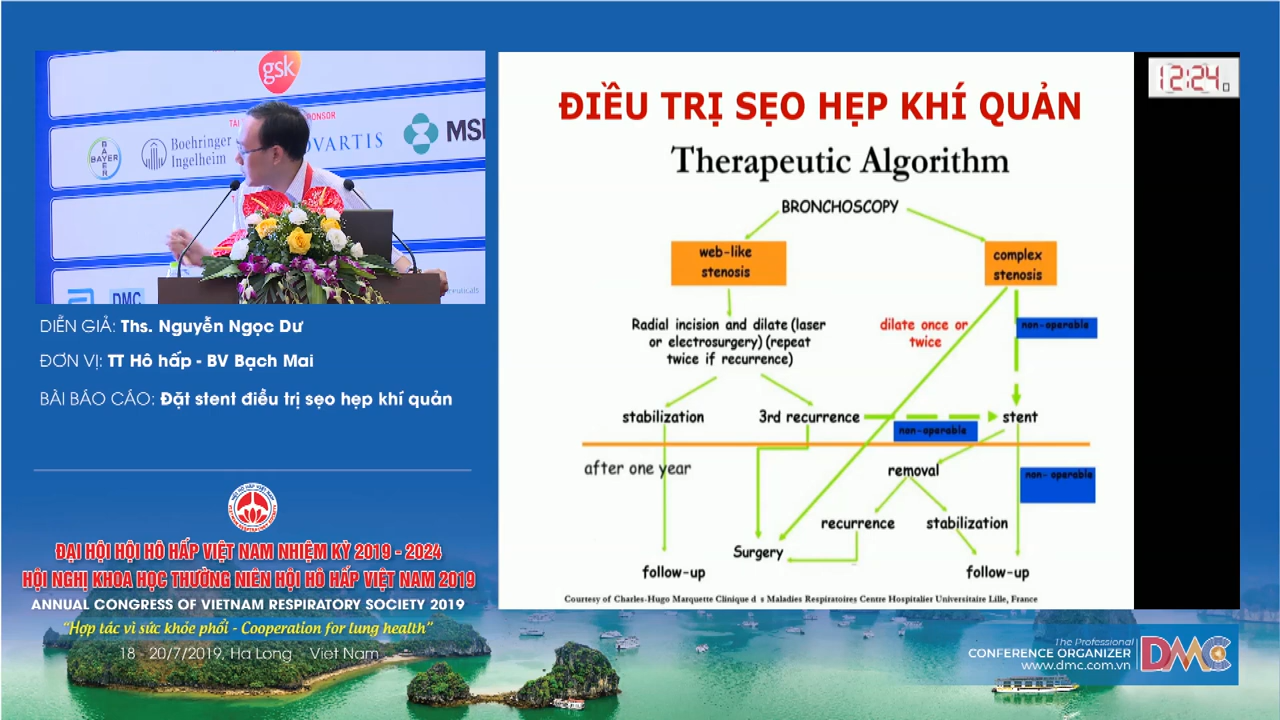 gsk
TAI
NSOR
BAYER
BAYER
Boehringer
Ingelheim
NOVARTIS
MSD
DMC
DIỄN GIẢ: Ths. Nguyễn Ngọc Dư
ĐƠN VỊ: TT Hô hấp - BV Bạch Mai
BÀI BÁO CÁO: Đặt stent điều trị sẹo hẹp khí quản
ĐẠI HỘI HỘI HÔ HẤP VIỆT NAM NHIỆM KỲ 2019 - 2024
HỘI NGHỊ KHOA HỌC THƯỜNG NIÊN HỘI HÔ HẤP VIỆT NAM 2019
ANNUAL CONGRESS OF VIETNAM RESPIRATORY SOCIETY 2019
"Hợp tác vì sức khỏe phổi - Cooperation for lung health"
18 - 20/7/2019, Ha Long Viet Nam
12:24
ĐIỀU TRỊ SẸO HẸP KHÍ QUẢN
Therapeutic Algorithm
BRONCHOSCOPY
web-like
stenosis
complex
stenosis
Radial incision and dilate (laser
or electrosurgery) (repeat
twice if recurrence)
dilate once or
twice
non-operable
stabilization
3rd recurrence
stent
non-operable
after one year
removal
non- operable
recurrence
stabilization
Surgery
follow-up
follow-up
Courtesy of Charles-Hugo Marquette Clinique d s Maladies Respiratoires Centre Hospitalier Universitaire Lille, France
The Professional
CONFERENCE ORGANIZER
www.dmc.com.vn
DMC